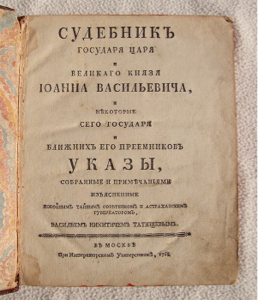 СУДЕБНИКЪ
ГОСУДАРЯ ЦАРЯ
И
ВЕЛИКАГО КНЯЗЯ
ІОАННА ВАСИЛЬЕВИЧА,
И
НѢКОТОРЫЕ
СЕГО ГОСУДАРЯ
И
БЛИЖНИХЪ ЕГО ПРЕЕМНИКОВЪ
УКАЗЫ,
СОБРАННЫЕ И ПРИМѢЧАНІЯМИ
ИЗЪЯСНЕННЫЕ
ПОКОЙНЫМЪ ТАЙНЫМЪ СОВѢТНИКОМЪ И АСТРАХАНСКИМЪ
ГУБЕРНАТОРОМЪ,
ВАСИЛЬЕМЪ НИКИТИЧЕМЪ ТАТИЩЕВЫМЪ.
ВЪ МОСКВѢ
При Императорскомъ Университетѣ,